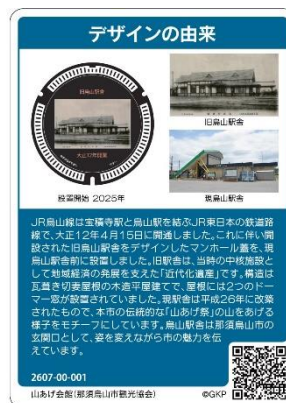 デザインの由来
旧烏山駅舎
大正12年開業
設置開始 2025年
旧烏山駅舎
現烏山駅舎
JR烏山線は宝積寺駅と烏山駅を結ぶJR東日本の鉄道路
線で、大正12年4月15日に開通しました。これに伴い開
設された旧烏山駅舎をデザインしたマンホール蓋を、現
烏山駅舎前に設置しました。旧駅舎は、当時の中核施設と
して地域経済の発展を支えた「近代化遺産」です。構造は
瓦葺き切妻屋根の木造平屋建てで、屋根には2つのドー
マー窓が設置されていました。現駅舎は平成26年に改築
されたもので、本市の伝統的な「山あげ祭」の山をあげる
様子をモチーフにしています。烏山駅舎は那須烏山市の
玄関口として、姿を変えながら市の魅力を伝
えています。
2607-00-001
山あげ会館(那須烏山市観光協会)
©GKP